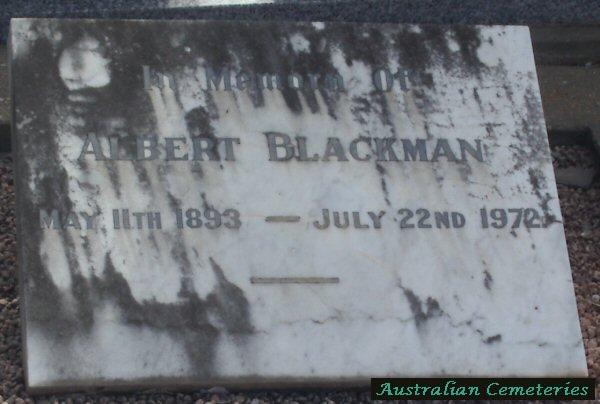 In Memory Of
ALBERT BLACKMAN
MAY 11TH 1893 — JULY 22ND 1972
Australian Cemeteries